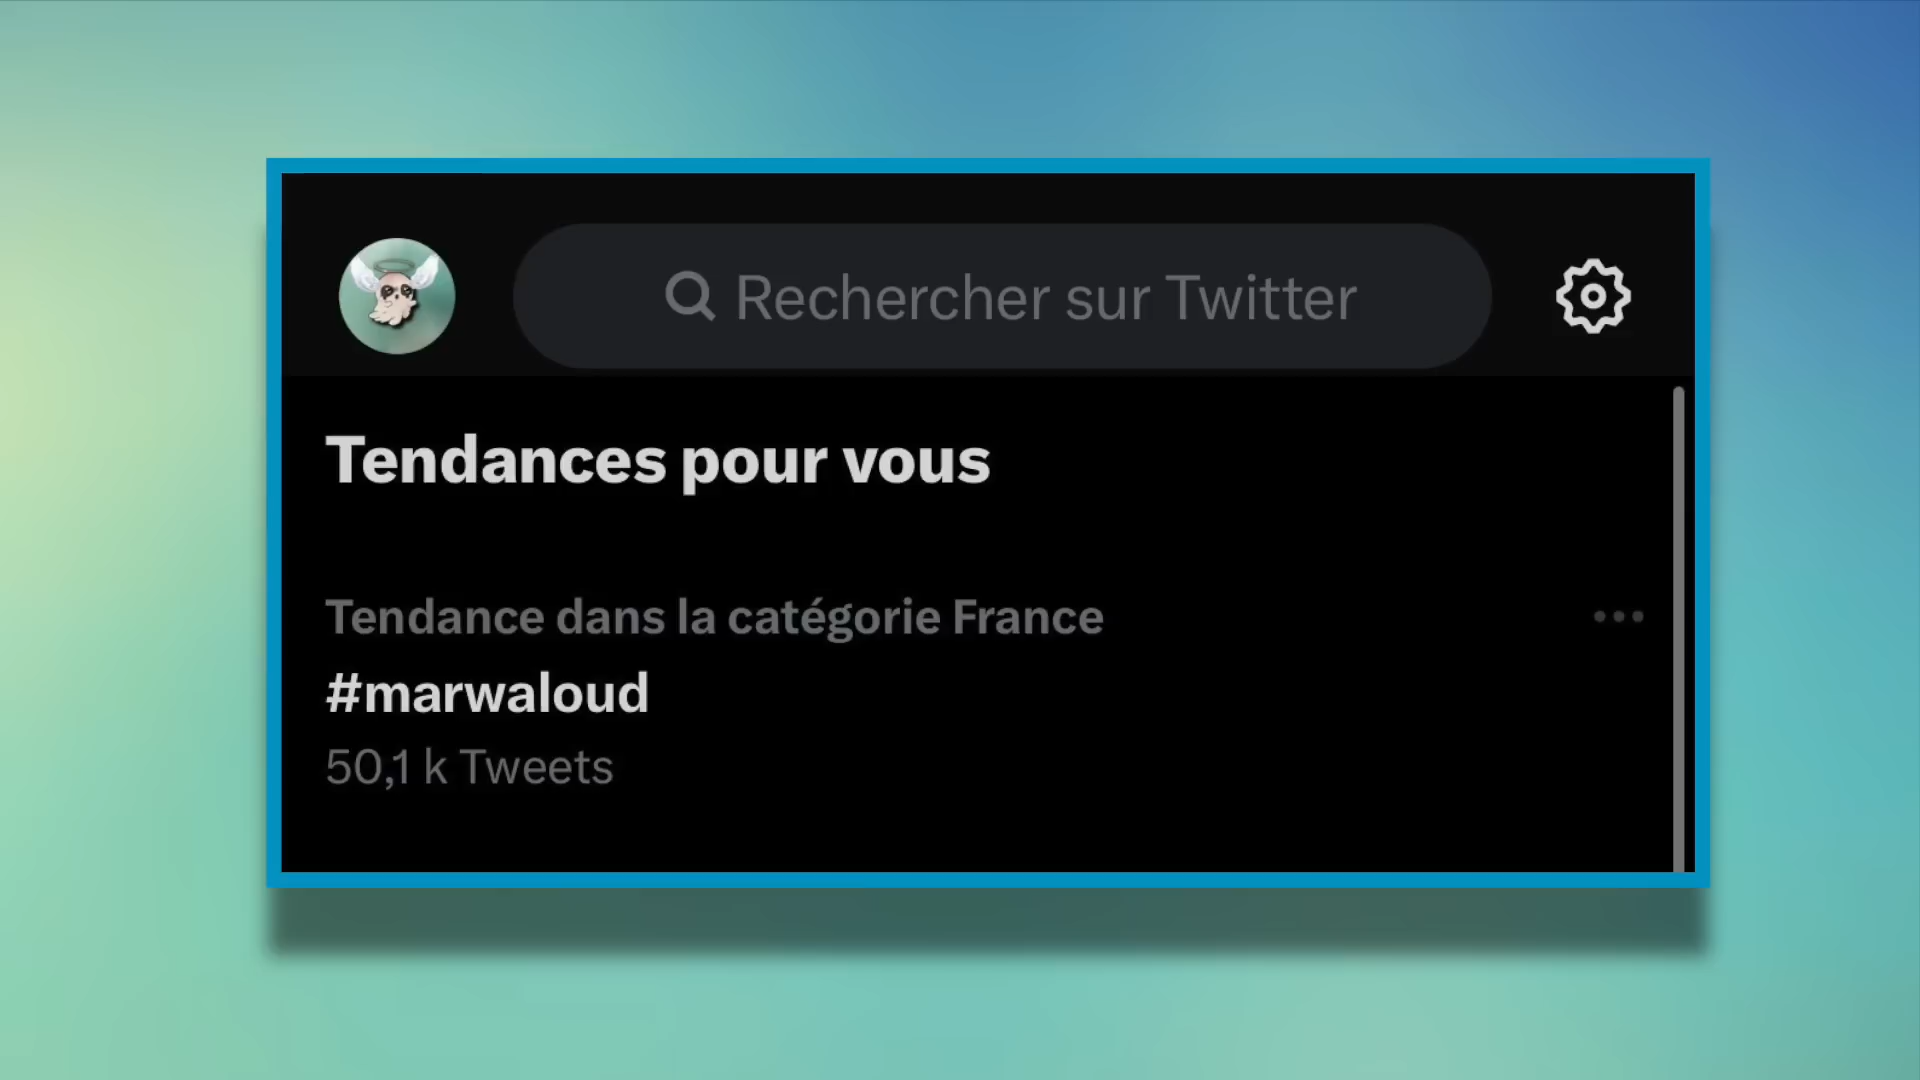 Rechercher sur Twitter
Tendances pour vous
Tendance dans la catégorie France
#marwaloud
50,1 k Tweets